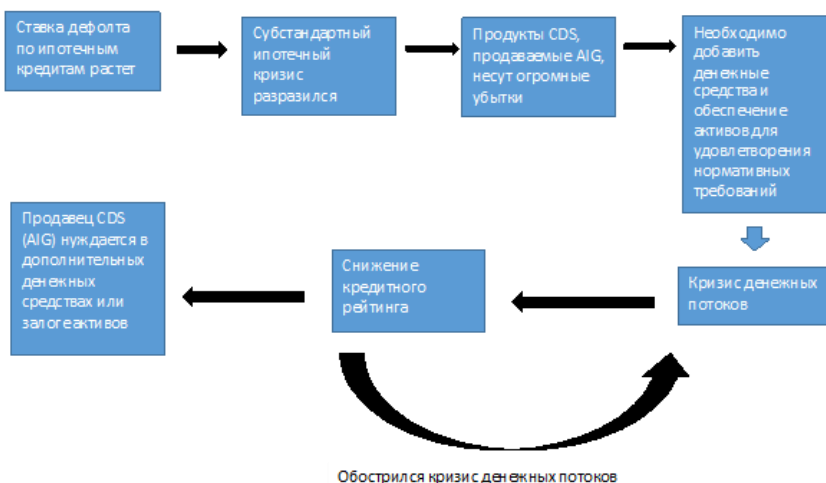 Ставка дефолта
по ипотечным
кредитам растет
Субстандартный
ипотечный
кризис
разразился
Продукты CDS,
продаваемые AIG,
несут огромные
убытки
Необходимо
добавить
денежные
средства и
обеспечение
активов для
удовлетворения
нормативных
требований
Кризис денежных
потоков
Снижение
кредитного
рейтинга
Продавец CDS
(AIG) нуждается в
дополнительных
денежных
средствах или
залоге активов
Обострился кризис денежных потоков